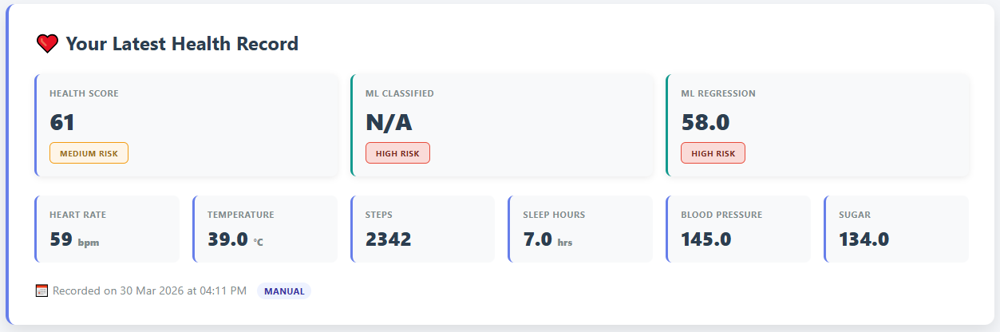 Your Latest Health Record
HEALTH SCORE
61
MEDIUM RISK
ML CLASSIFIED
N/A
HIGH RISK
ML REGRESSION
58.0
HIGH RISK
HEART RATE
59 bpm
TEMPERATURE
39.0 °C
STEPS
2342
SLEEP HOURS
7.0 hrs
BLOOD PRESSURE
145.0
SUGAR
134.0
Recorded on 30 Mar 2026 at 04:11 PM MANUAL